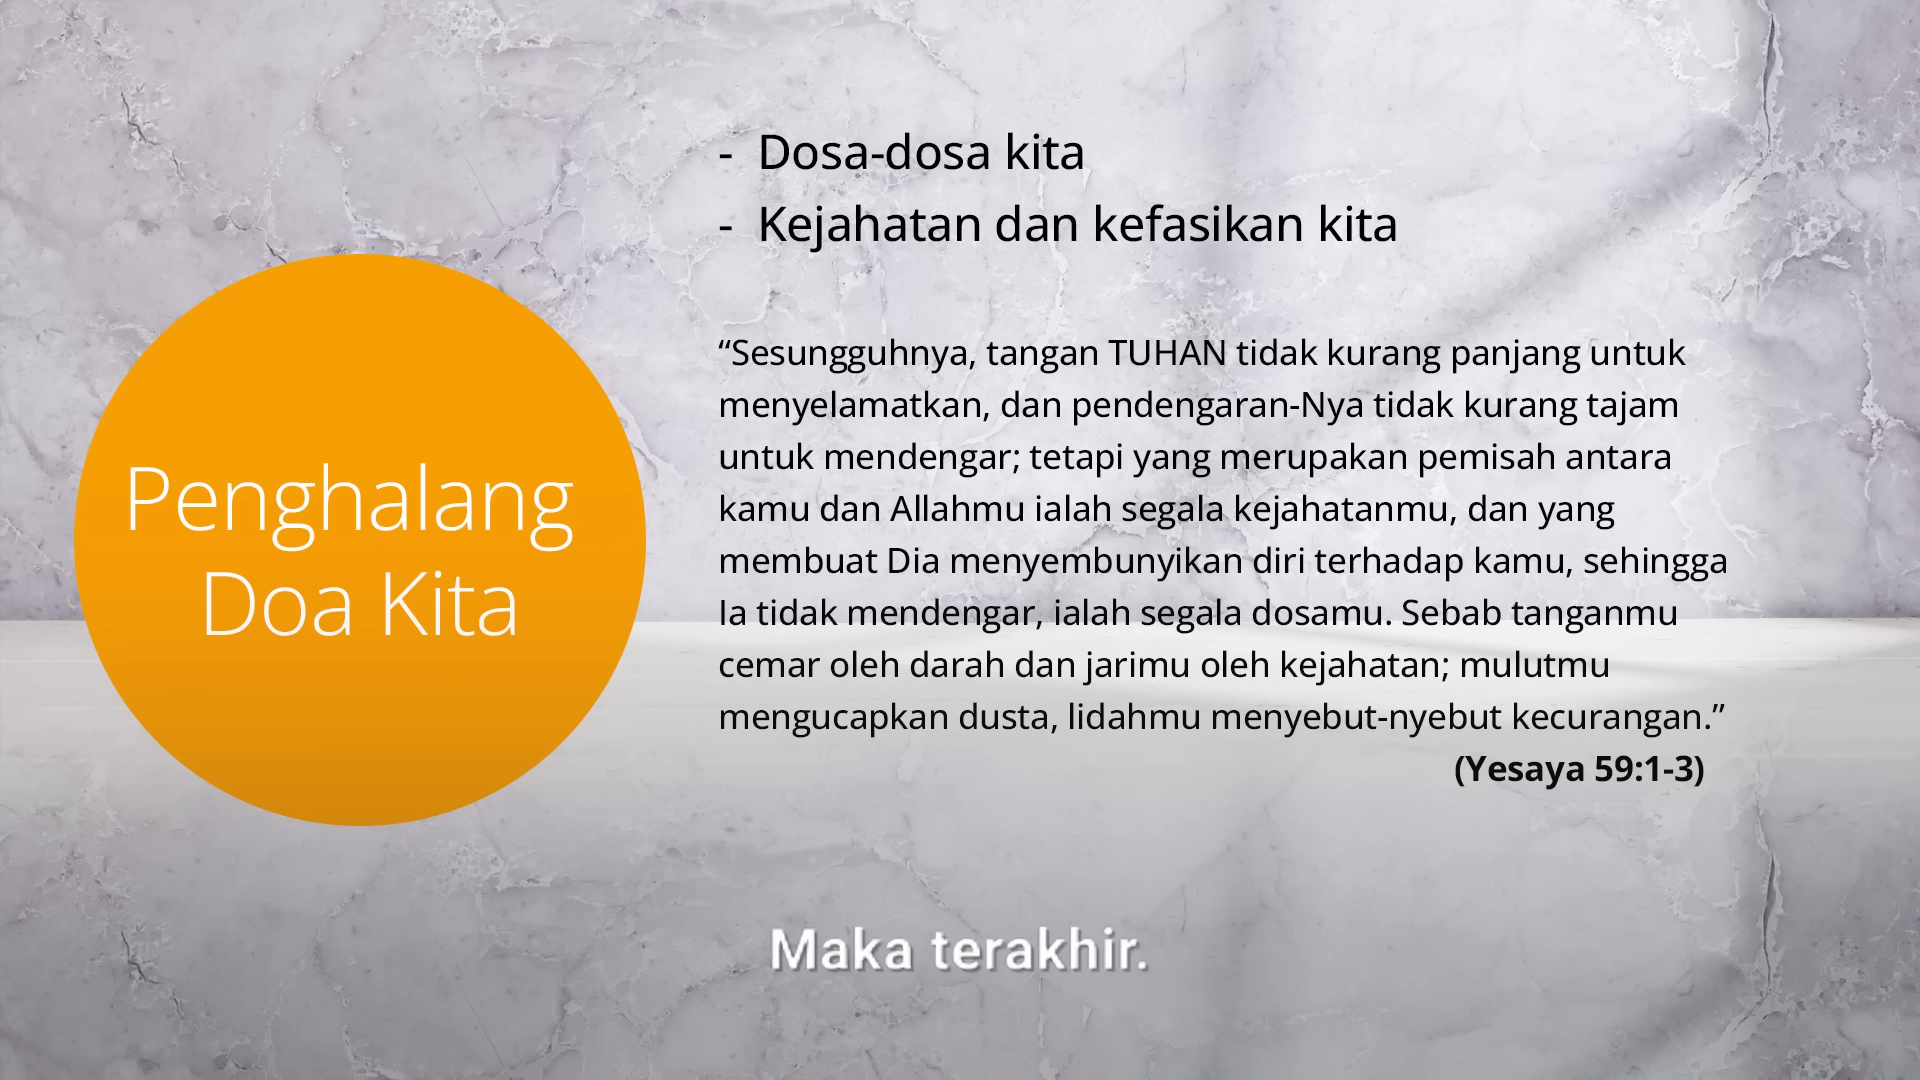 Penghalang
Doa Kita
- Dosa-dosa kita
- Kejahatan dan kefasikan kita
“Sesungguhnya, tangan TUHAN tidak kurang panjang untuk
menyelamatkan, dan pendengaran-Nya tidak kurang tajam
untuk mendengar; tetapi yang merupakan pemisah antara
kamu dan Allahmu ialah segala kejahatanmu, dan yang
membuat Dia menyembunyikan diri terhadap kamu, sehingga
Ia tidak mendengar, ialah segala dosamu. Sebab tanganmu
cemar oleh darah dan jarimu oleh kejahatan; mulutmu
mengucapkan dusta, lidahmu menyebut-nyebut kecurangan.”
(Yesaya 59:1-3)
Maka terakhir.